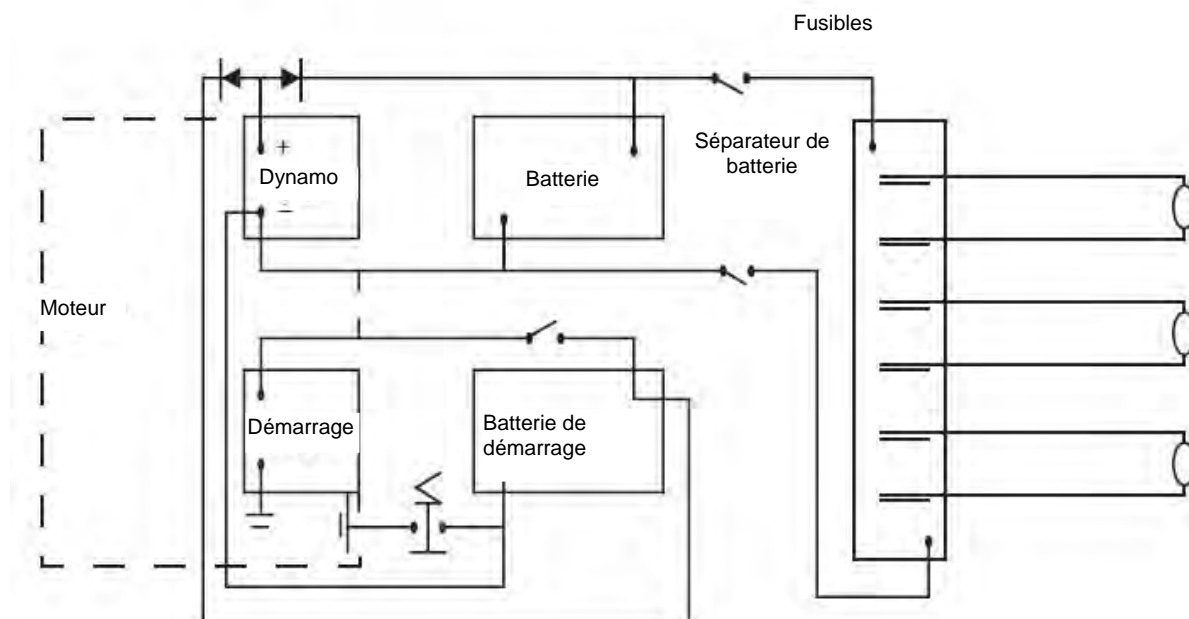 Fusibles
Séparateur de
batterie
+
Dynamo
−
Batterie
Moteur
Démarrage
Batterie de
démarrage